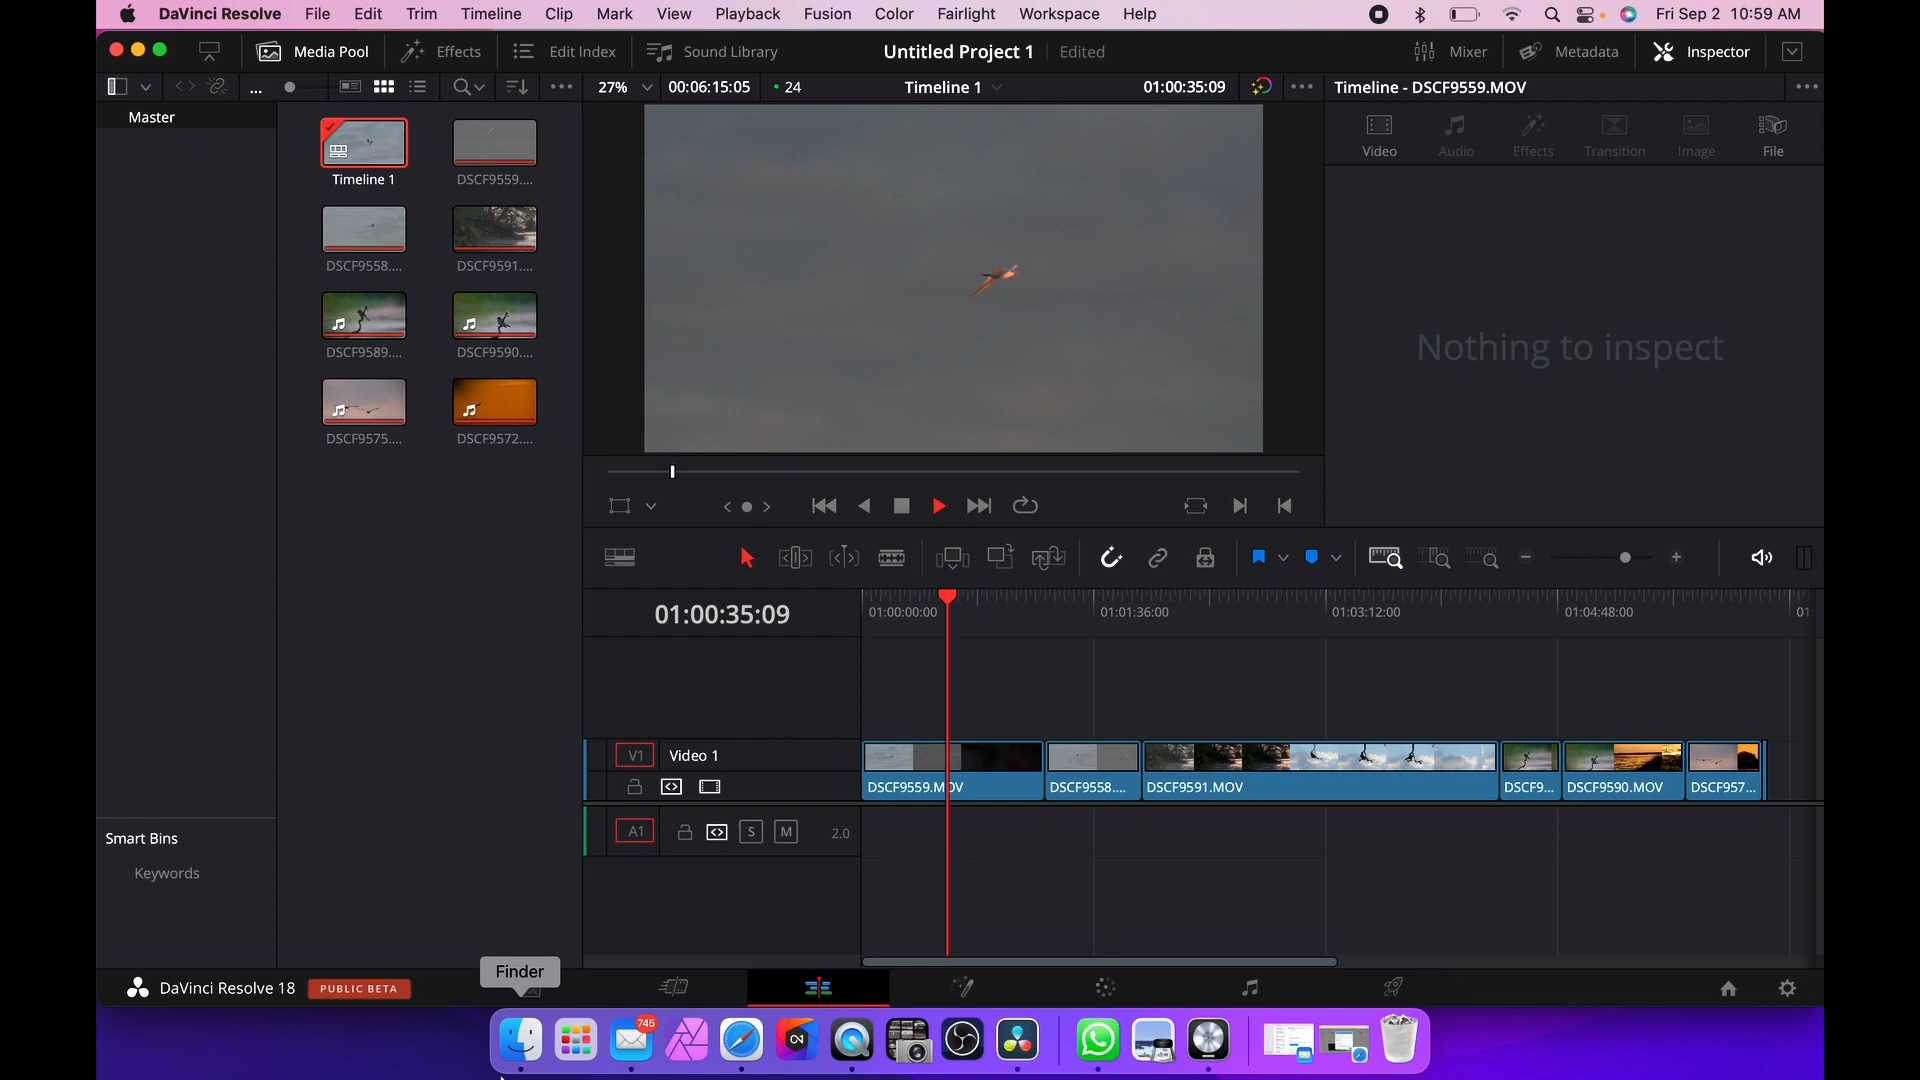 DaVinci Resolve File Edit Trim Timeline Clip Mark View Playback Fusion Color Fairlight Workspace Help Fri Sep 2 10:59 AM
Media Pool Effects Edit Index Sound Library Untitled Project 1 Edited Mixer Metadata Inspector
... 27% 00:06:15:05 24 Timeline 1 01:00:35:09 Timeline - DSCF9559.MOV
Master
Video Audio Effects Transition Image File
Timeline 1 DSCF9559....
DSCF9558.... DSCF9591....
Nothing to inspect
DSCF9589.... DSCF9590....
DSCF9575.... DSCF9572....
01:00:35:09
01:00:00:00 01:01:36:00 01:03:12:00 01:04:48:00 01:
V1 Video 1
DSCF9559.MOV DSCF9558.... DSCF9591.MOV DSCF9... DSCF9590.MOV DSCF957...
A1 S M 2.0
Smart Bins
Keywords
Finder
DaVinci Resolve 18 PUBLIC BETA
745